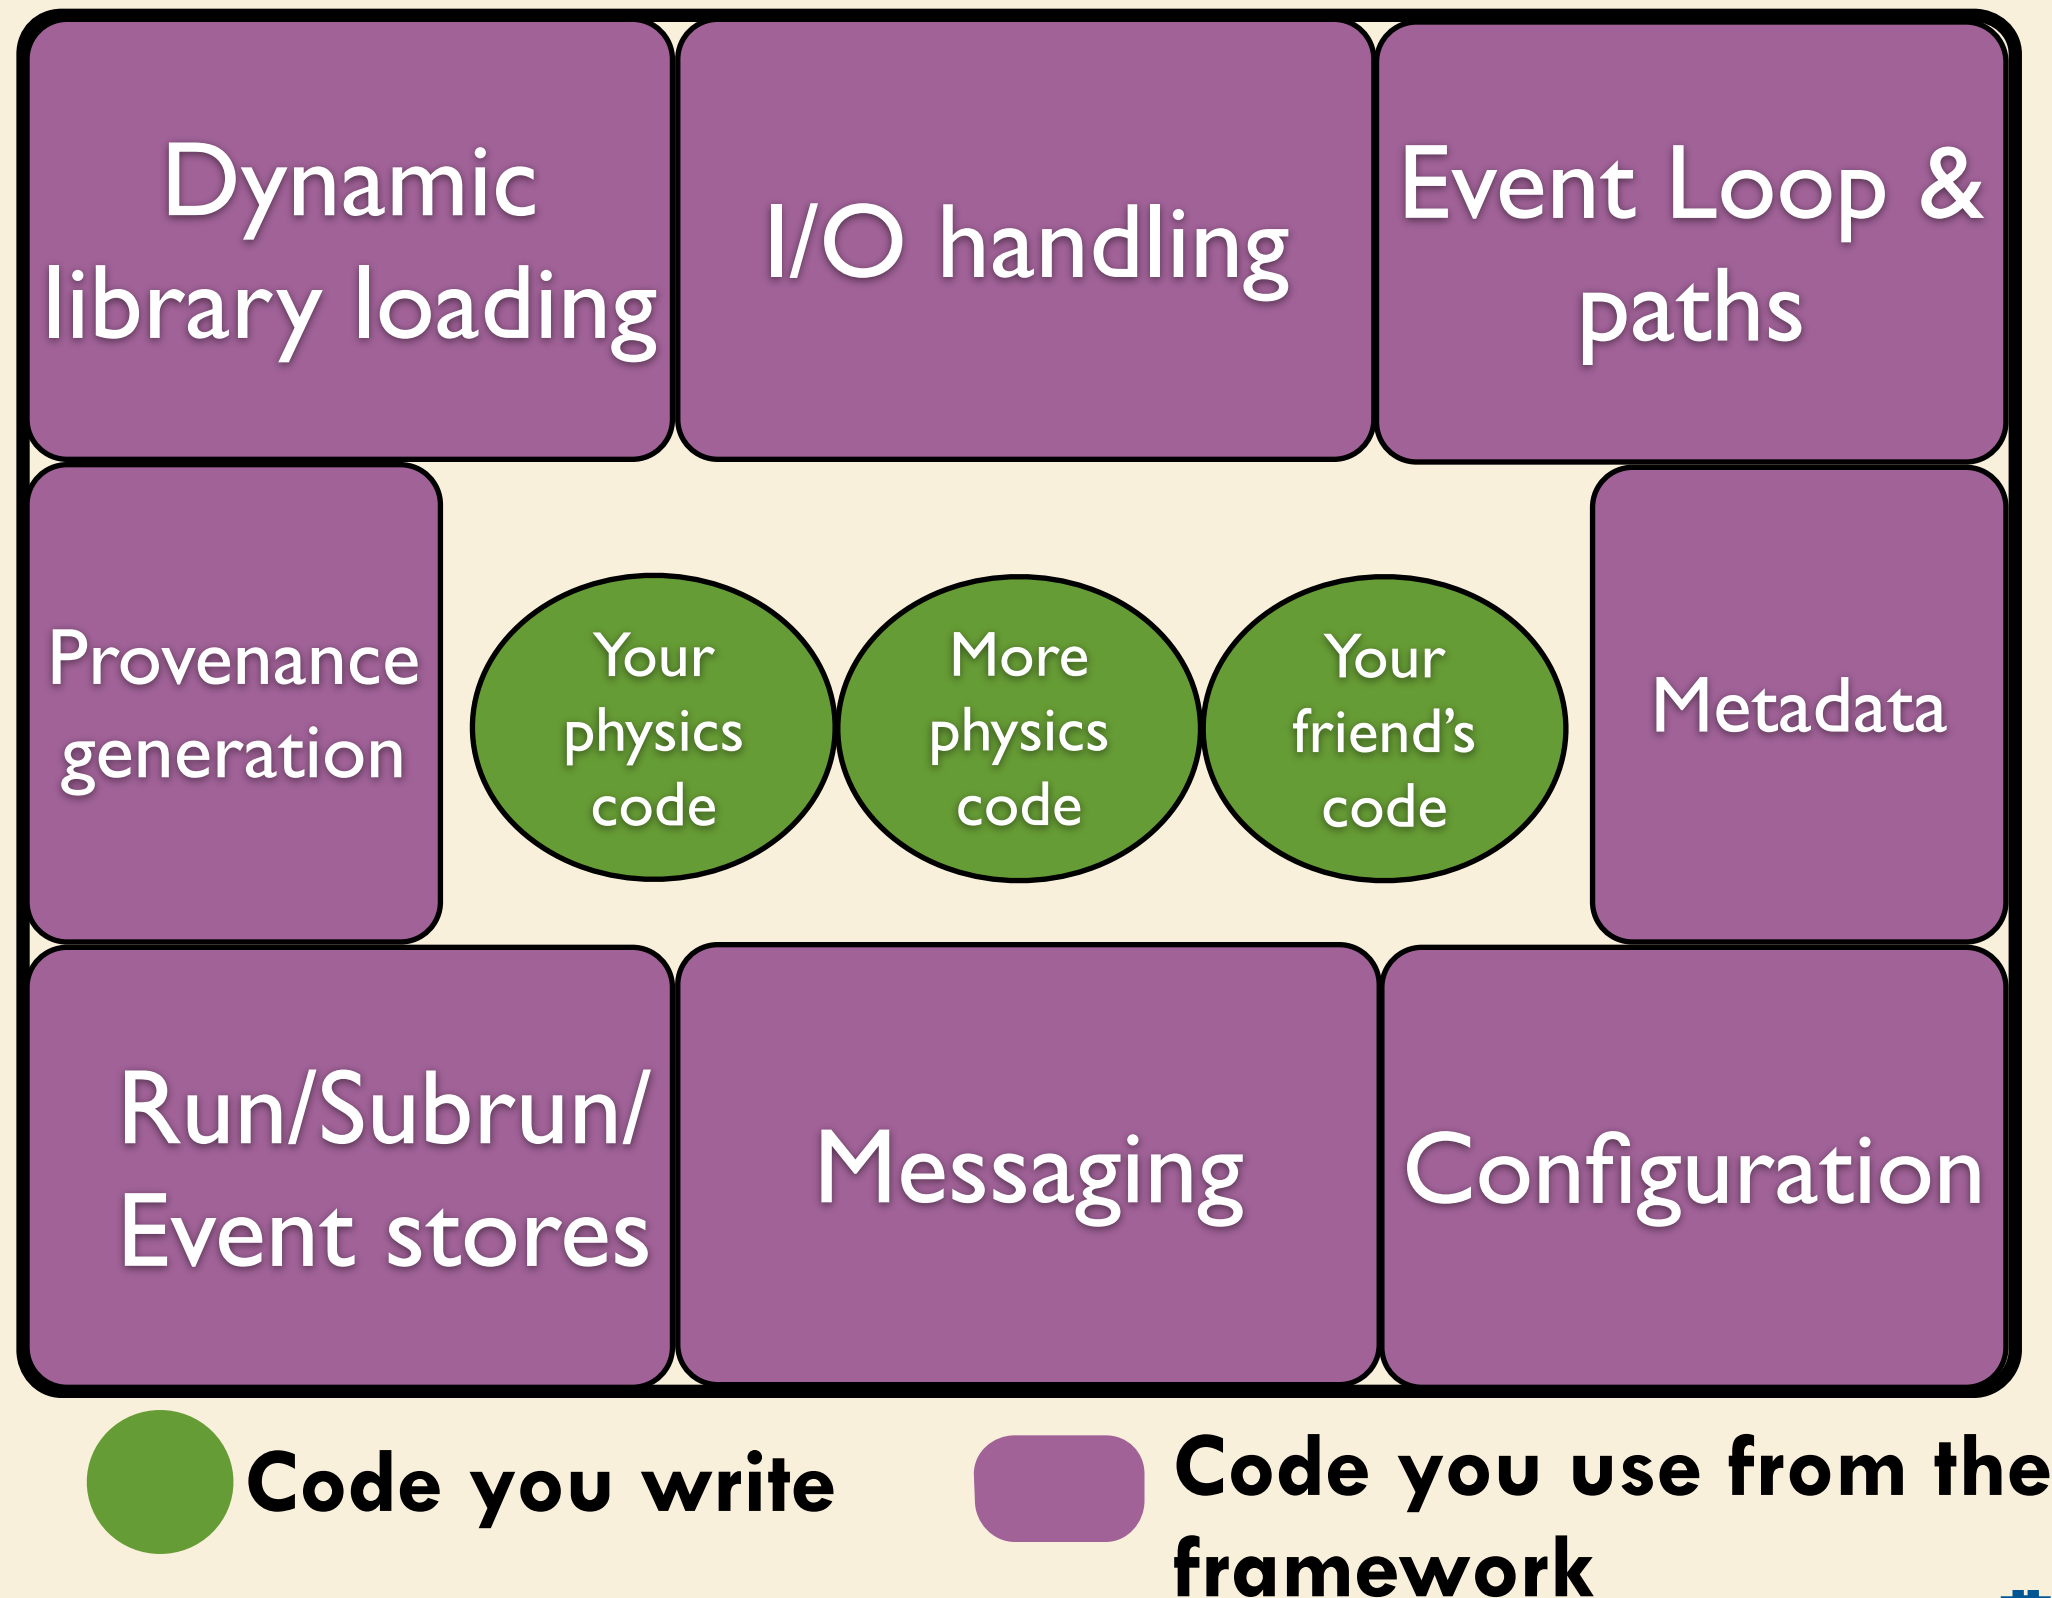 Dynamic
library loading
I/O handling
Event Loop &
paths
Provenance
generation
Your
physics
code
More
physics
code
Your
friend’s
code
Metadata
Run/Subrun/
Event stores
Messaging
Configuration
Code you write
Code you use from the
framework